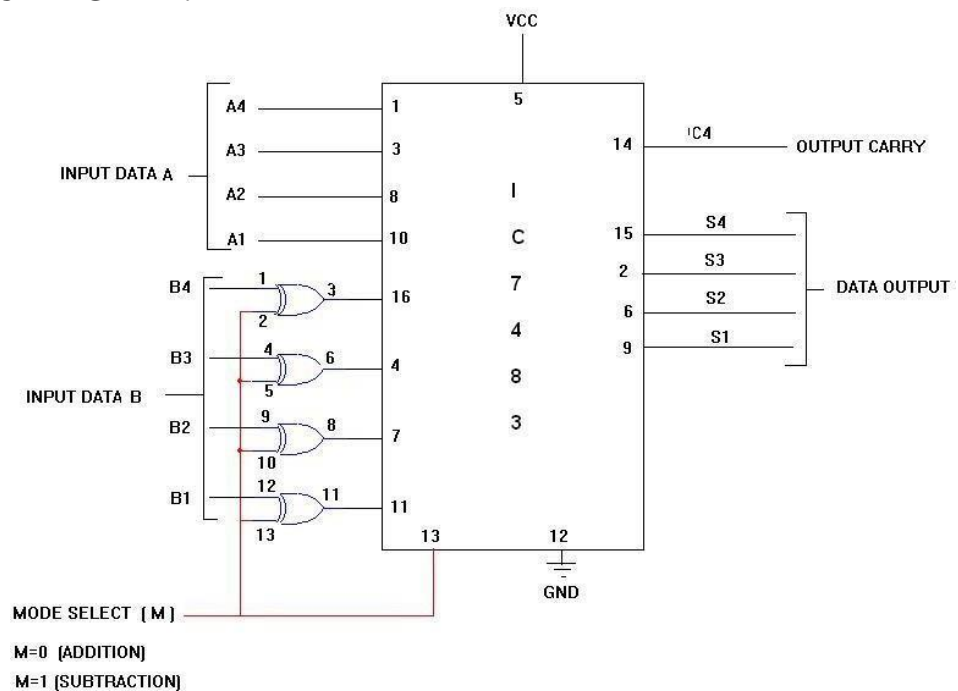 VCC
5
A4 1
A3 3
INPUT DATA A
A2 8
A1 10
14 C4 OUTPUT CARRY
I
C
7
4
8
3
15 S4
2 S3
DATA OUTPUT
6 S2
9 S1
B4 1 3 16
2
B3 4 6 4
5
INPUT DATA B
B2 9 8 7
10
B1 12 11 11
13
13 12
GND
MODE SELECT ( M )
M=0 (ADDITION)
M=1 (SUBTRACTION)